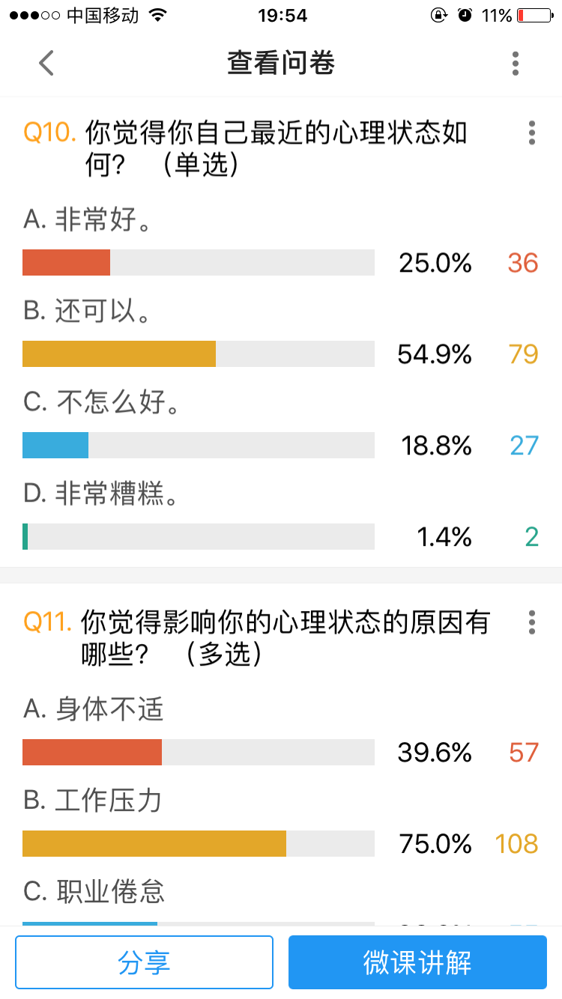 中国移动 19:54 11%
查看问卷
Q10. 你觉得你自己最近的心理状态如
何? （单选）
A. 非常好。
25.0% 36
B. 还可以。
54.9% 79
C. 不怎么好。
18.8% 27
D. 非常糟糕。
1.4% 2
Q11. 你觉得影响你的心理状态的原因有
哪些? （多选）
A. 身体不适
39.6% 57
B. 工作压力
75.0% 108
C. 职业倦怠
分享 微课讲解